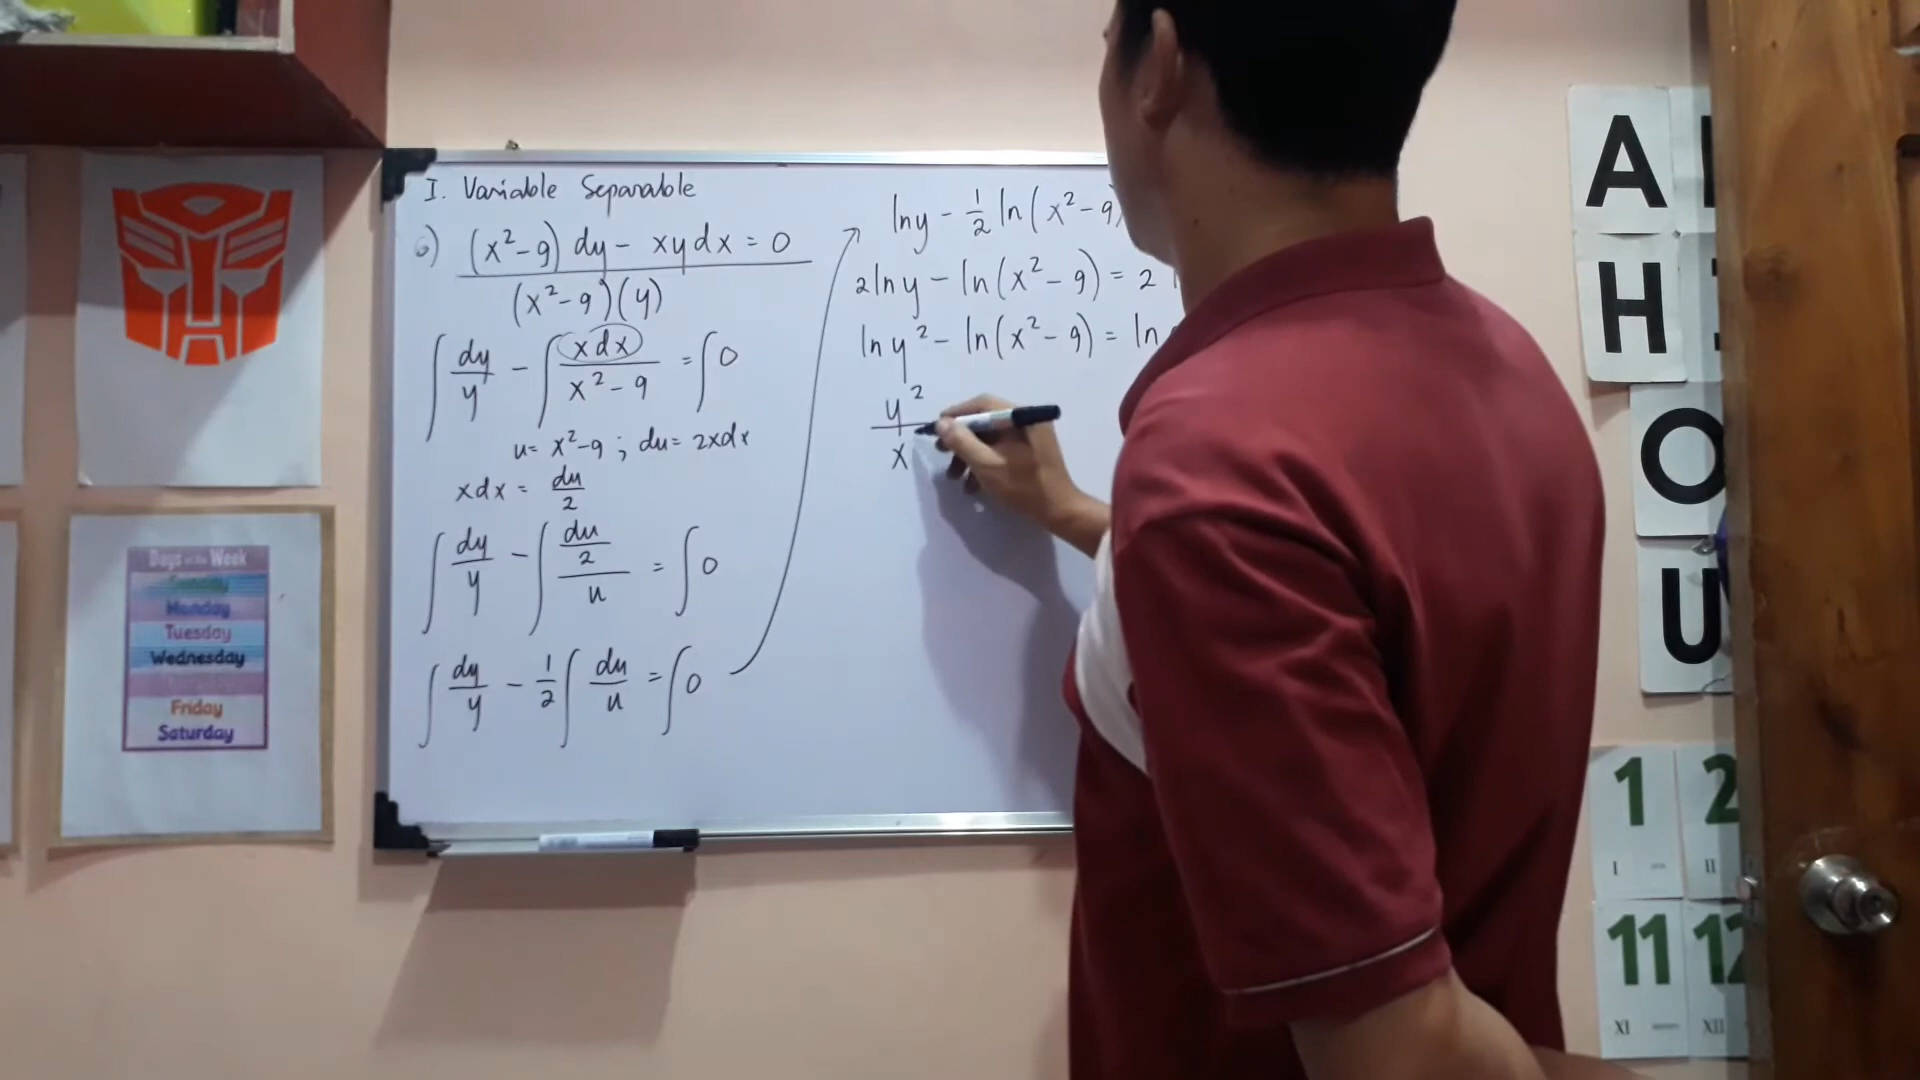 I. Variable Separable
6) (x²-9) dy - xy dx = 0
(x²-9)(y)
∫ dy/y - ∫ xdx/(x²-9) = ∫ 0
u = x²-9 ; du = 2xdx
xdx = du/2
∫ dy/y - ∫ (du/2)/u = ∫ 0
∫ dy/y - 1/2 ∫ du/u = ∫ 0
ln y - 1/2 ln(x²-9)
2 ln y - ln(x²-9) = 2
ln y² - ln(x²-9) = ln
y²
x
Days of the Week
Sunday
Monday
Tuesday
Wednesday
Friday
Saturday
A
H
O
U
1 2
I II
11 12
XI XII